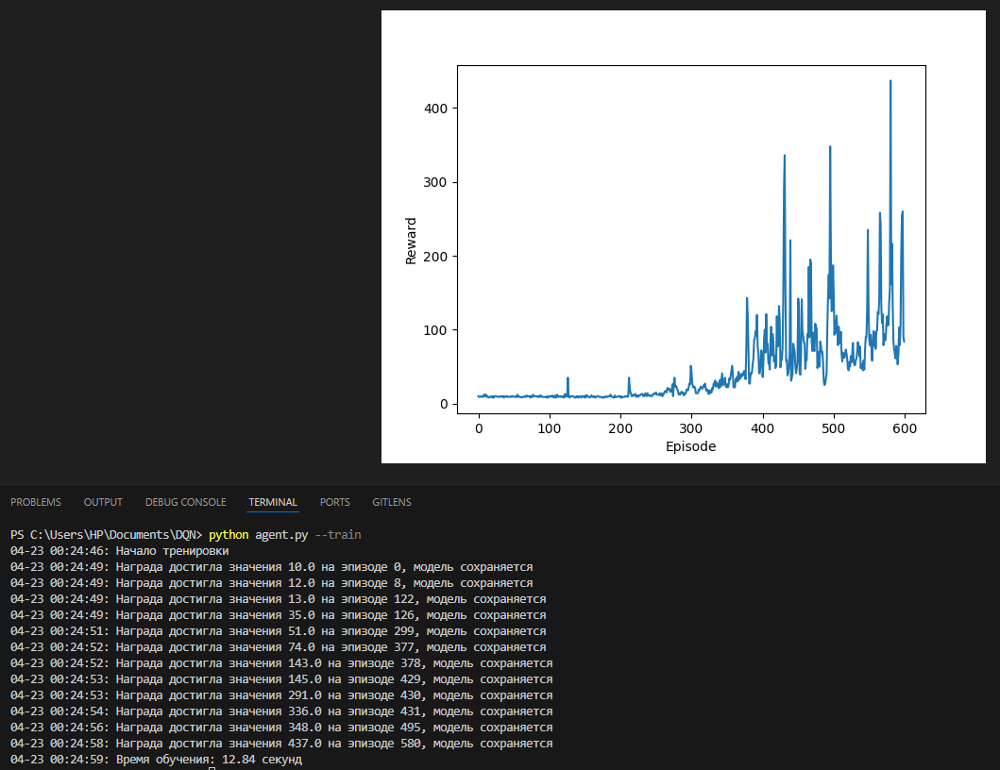 400
300
200
100
0
Reward
0 100 200 300 400 500 600
Episode
PROBLEMS OUTPUT DEBUG CONSOLE TERMINAL PORTS GITLENS
PS C:\Users\HP\Documents\DQN> python agent.py --train
04-23 00:24:46: Начало тренировки
04-23 00:24:49: Награда достигла значения 10.0 на эпизоде 0, модель сохраняется
04-23 00:24:49: Награда достигла значения 12.0 на эпизоде 8, модель сохраняется
04-23 00:24:49: Награда достигла значения 13.0 на эпизоде 122, модель сохраняется
04-23 00:24:49: Награда достигла значения 35.0 на эпизоде 126, модель сохраняется
04-23 00:24:51: Награда достигла значения 51.0 на эпизоде 299, модель сохраняется
04-23 00:24:52: Награда достигла значения 74.0 на эпизоде 377, модель сохраняется
04-23 00:24:52: Награда достигла значения 143.0 на эпизоде 378, модель сохраняется
04-23 00:24:53: Награда достигла значения 145.0 на эпизоде 429, модель сохраняется
04-23 00:24:53: Награда достигла значения 291.0 на эпизоде 430, модель сохраняется
04-23 00:24:54: Награда достигла значения 336.0 на эпизоде 431, модель сохраняется
04-23 00:24:56: Награда достигла значения 348.0 на эпизоде 495, модель сохраняется
04-23 00:24:58: Награда достигла значения 437.0 на эпизоде 580, модель сохраняется
04-23 00:24:59: Время обучения: 12.84 секунд